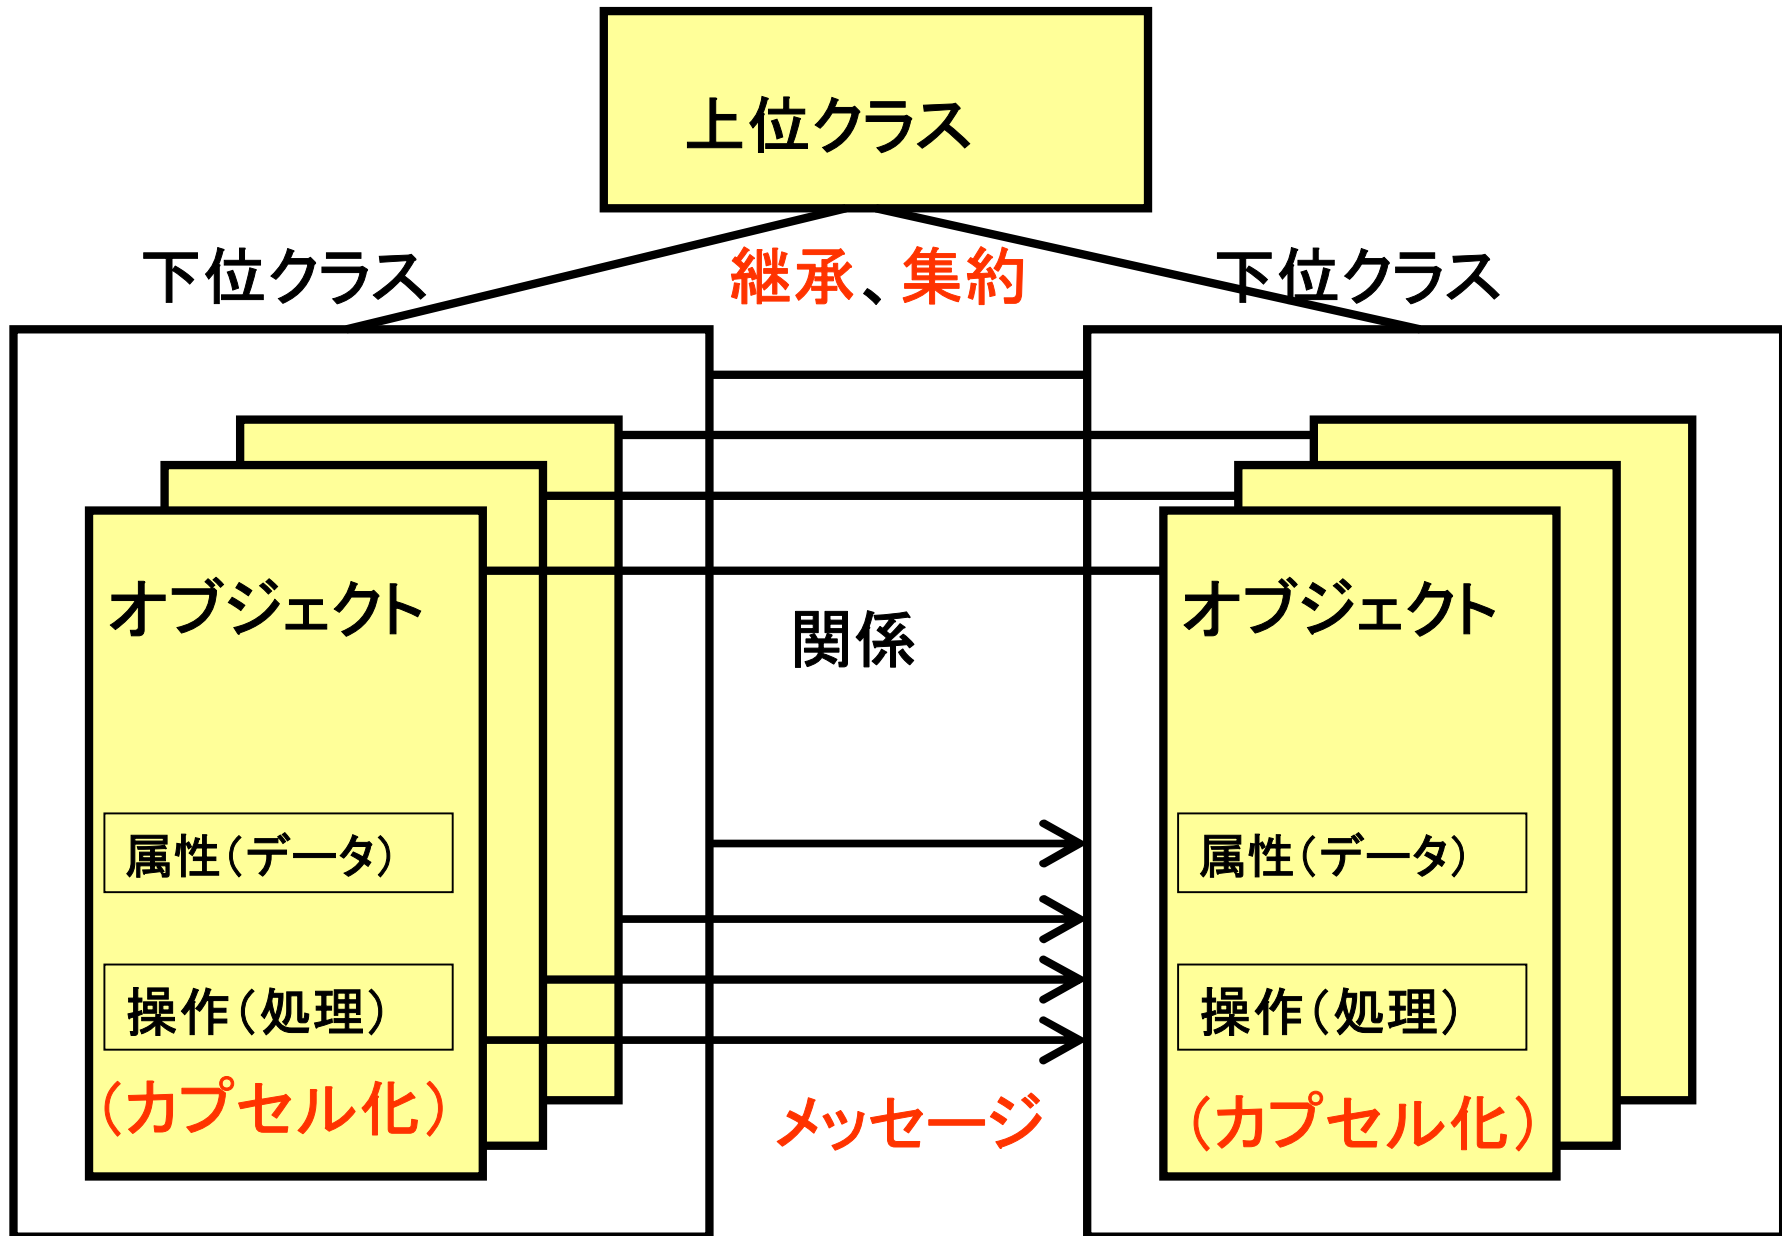 上位クラス
下位クラス
継承、集約
下位クラス
オブジェクト
関係
オブジェクト
属性(データ)
属性(データ)
操作(処理)
操作(処理)
(カプセル化)
メッセージ
(カプセル化)